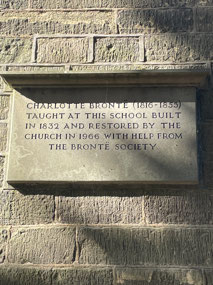 CHARLOTTE BRONTË (1816-1855)
TAUGHT AT THIS SCHOOL BUILT
IN 1832 AND RESTORED BY THE
CHURCH IN 1966 WITH HELP FROM
THE BRONTË SOCIETY